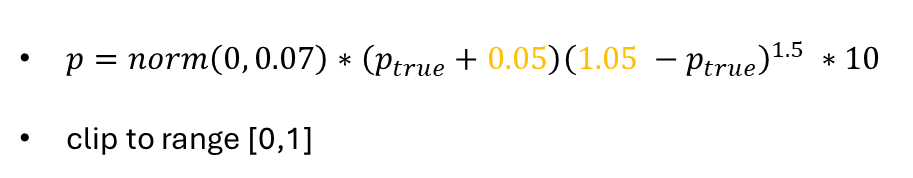 • p = norm(0, 0.07) * (p_true + 0.05)(1.05 − p_true)^1.5 * 10
• clip to range [0,1]